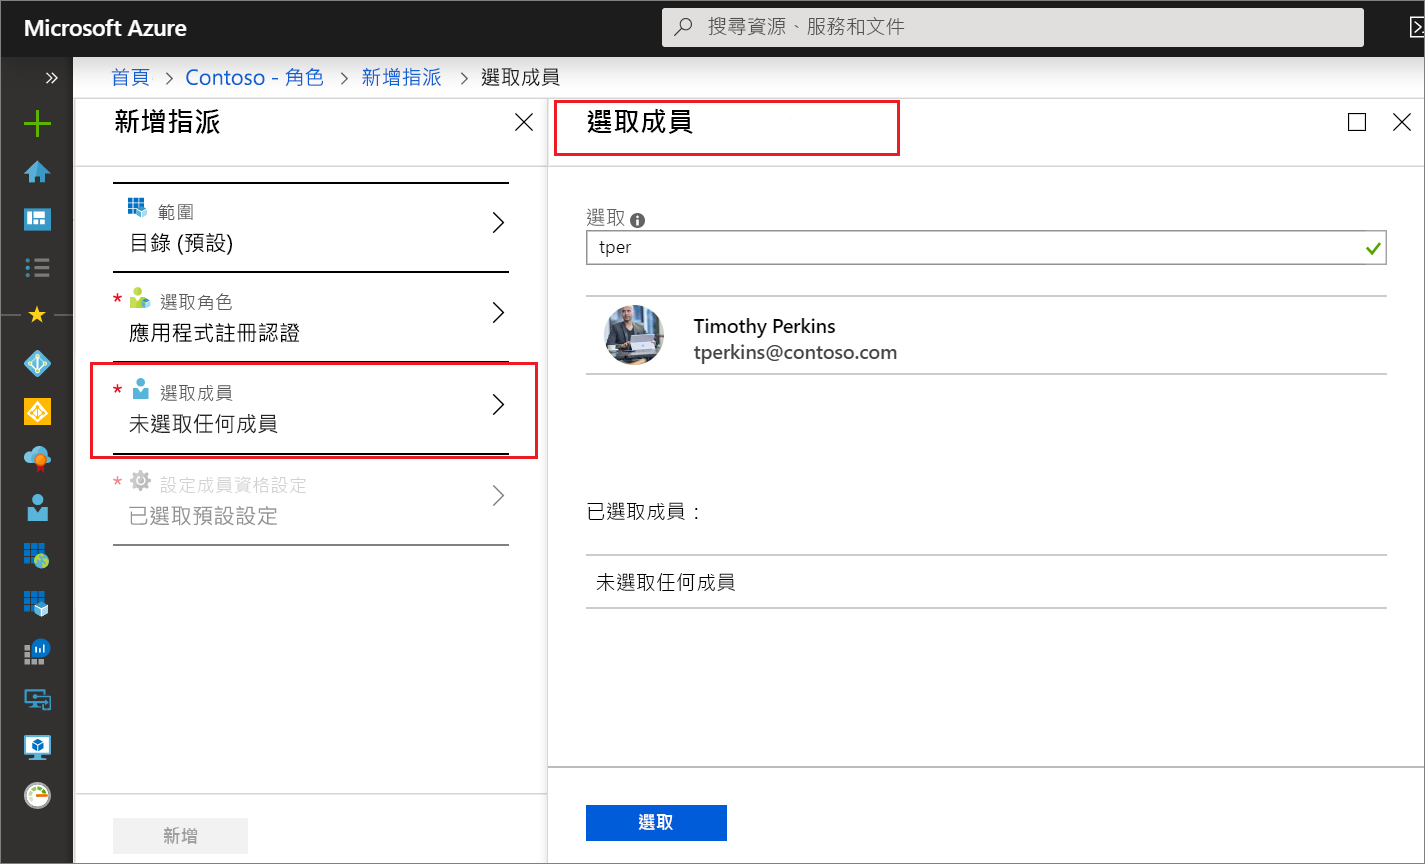 Microsoft Azure
搜尋資源、服務和文件
首頁 > Contoso - 角色 > 新增指派 > 選取成員
新增指派
範圍
目錄 (預設)
* 選取角色
應用程式註冊認證
* 選取成員
未選取任何成員
* 設定成員資格設定
已選取預設設定
新增
選取成員
選取
tper
Timothy Perkins
tperkins@contoso.com
已選取成員：
未選取任何成員
選取